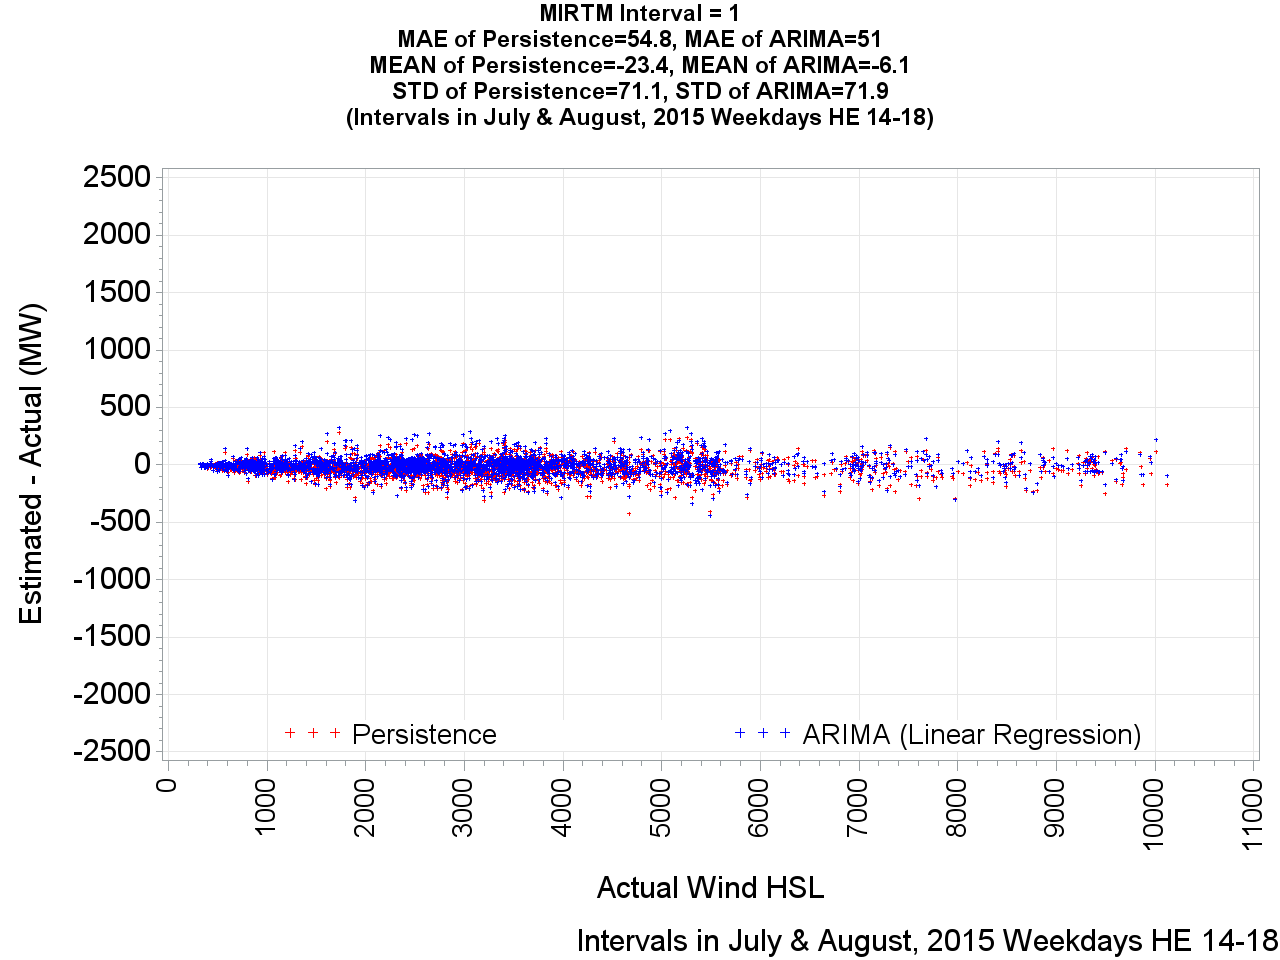 MIRTM Interval = 1
MAE of Persistence=54.8, MAE of ARIMA=51
MEAN of Persistence=-23.4, MEAN of ARIMA=-6.1
STD of Persistence=71.1, STD of ARIMA=71.9
(Intervals in July & August, 2015 Weekdays HE 14-18)
Estimated - Actual (MW)
2500
2000
1500
1000
500
0
-500
-1000
-1500
-2000
-2500
Persistence
ARIMA (Linear Regression)
0
1000
2000
3000
4000
5000
6000
7000
8000
9000
10000
11000
Actual Wind HSL
Intervals in July & August, 2015 Weekdays HE 14-18